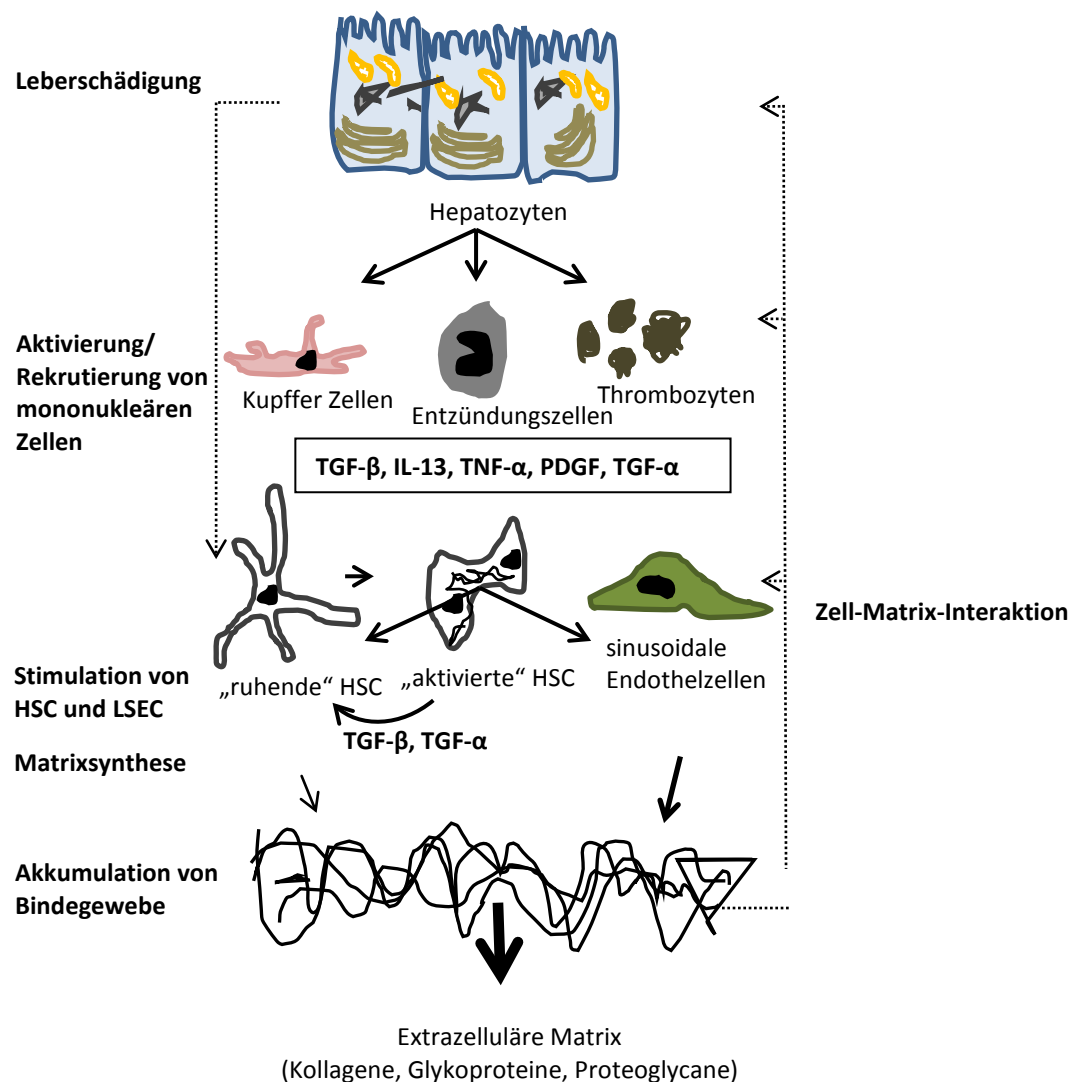 Leberschädigung
Hepatozyten
Aktivierung/
Rekrutierung von
mononukleären
Zellen
Kupffer Zellen
Entzündungszellen
Thrombozyten
TGF-β, IL-13, TNF-α, PDGF, TGF-α
Zell-Matrix-Interaktion
Stimulation von
HSC und LSEC
„ruhende“ HSC
„aktivierte“ HSC
sinusoidale
Endothelzellen
TGF-β, TGF-α
Matrixsynthese
Akkumulation von
Bindegewebe
Extrazelluläre Matrix
(Kollagene, Glykoproteine, Proteoglycane)